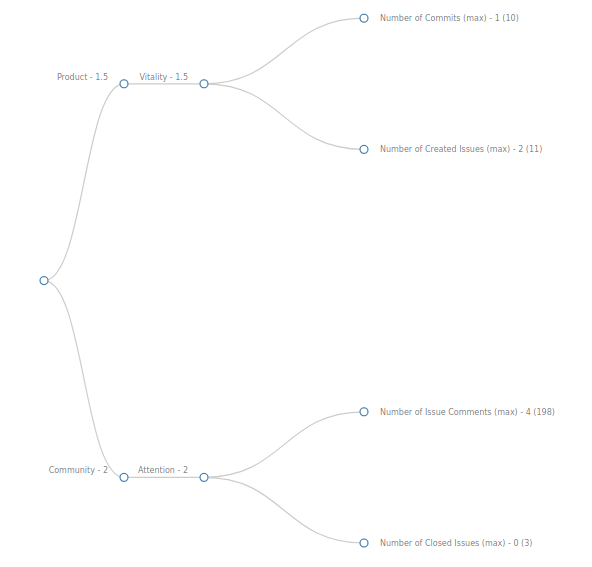 Number of Commits (max) - 1 (10)
Product - 1.5
Vitality - 1.5
Number of Created Issues (max) - 2 (11)
Number of Issue Comments (max) - 4 (198)
Community - 2
Attention - 2
Number of Closed Issues (max) - 0 (3)